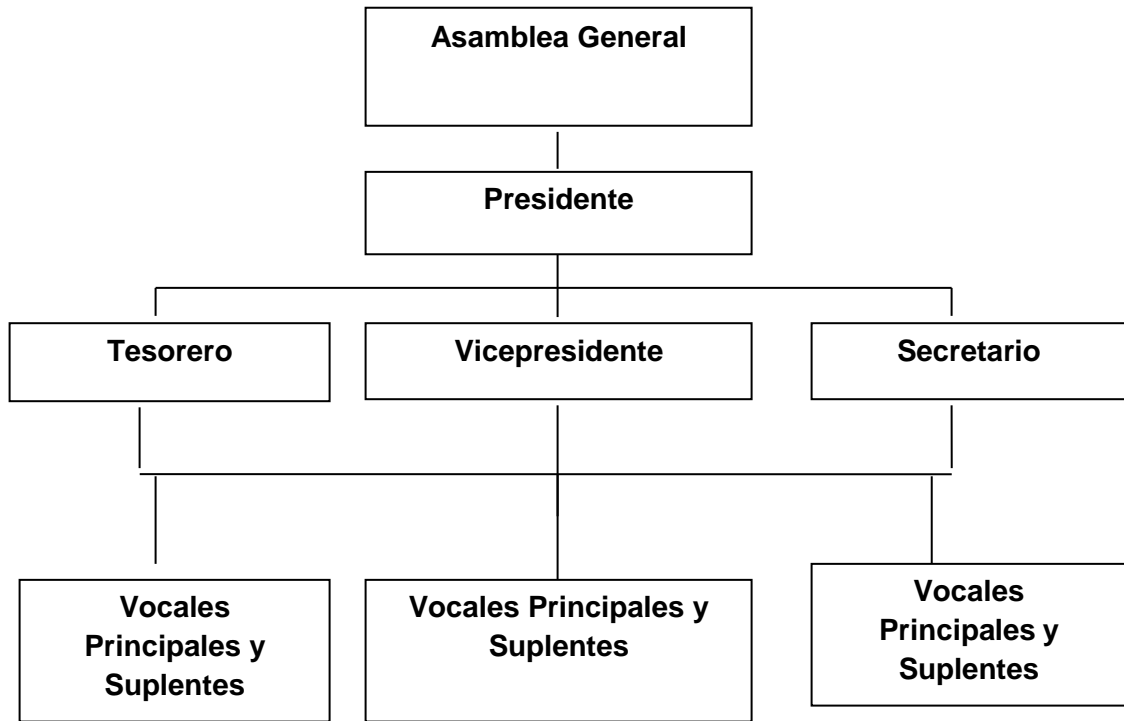 Asamblea General
Presidente
Tesorero
Vicepresidente
Secretario
Vocales
Principales y
Suplentes
Vocales Principales y
Suplentes
Vocales
Principales y
Suplentes